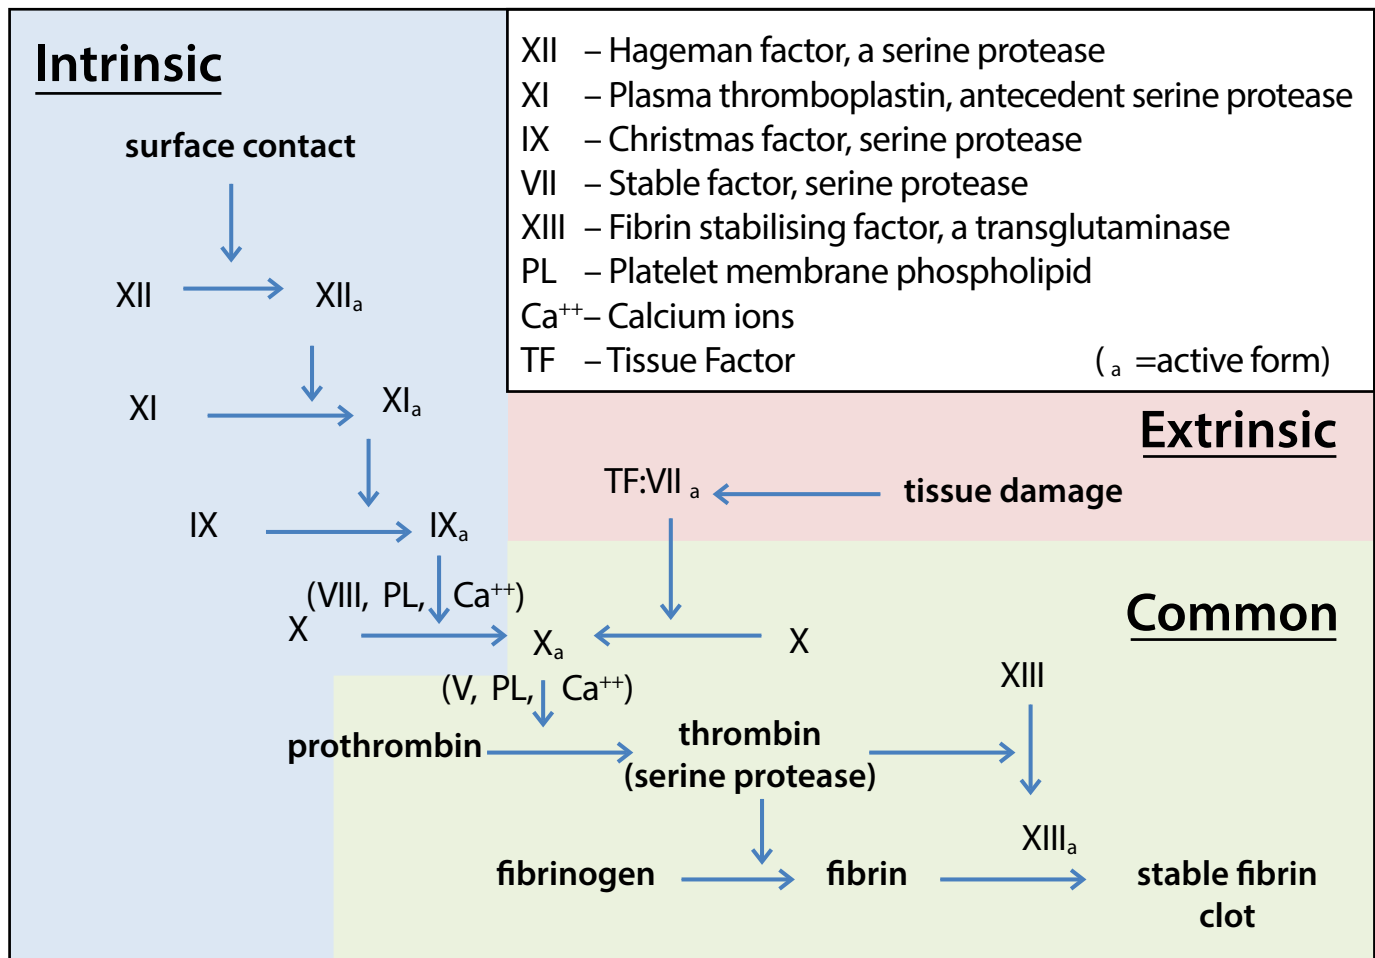 Intrinsic
XII – Hageman factor, a serine protease
XI – Plasma thromboplastin, antecedent serine protease
IX – Christmas factor, serine protease
VII – Stable factor, serine protease
XIII – Fibrin stabilising factor, a transglutaminase
PL – Platelet membrane phospholipid
Ca⁺⁺ – Calcium ions
TF – Tissue Factor ( ₐ =active form)
surface contact
XII XIIₐ
XI XIₐ
Extrinsic
TF:VII ₐ tissue damage
IX IXₐ
(VIII, PL, Ca⁺⁺)
Common
X Xₐ X
(V, PL, Ca⁺⁺)
XIII
prothrombin
thrombin
(serine protease)
XIIIₐ
fibrinogen fibrin
stable fibrin
clot